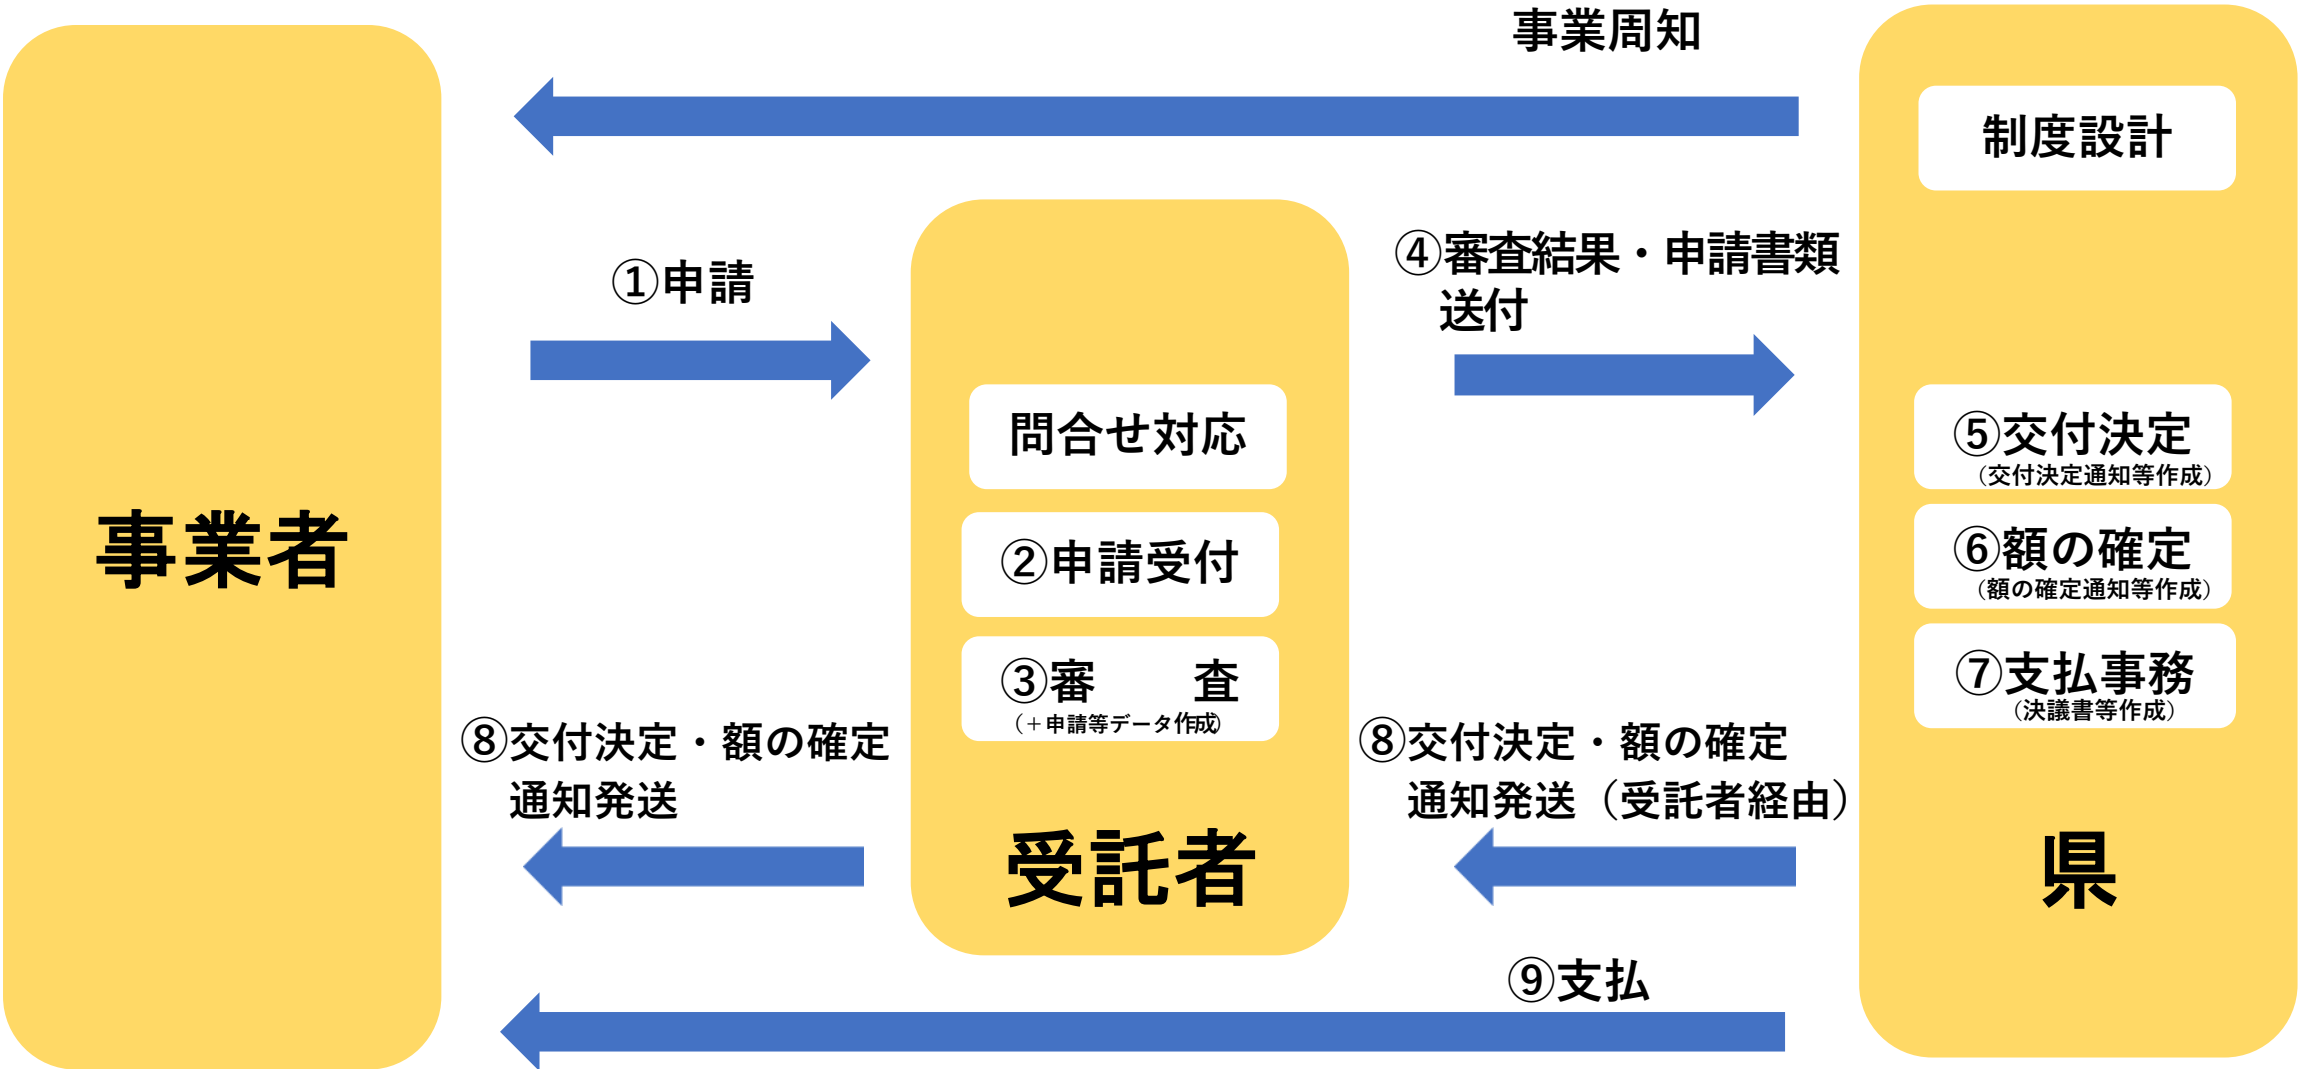 事業周知
制度設計
①申請
④審査結果・申請書類
送付
問合せ対応
⑤交付決定
(交付決定通知等作成)
事業者
②申請受付
⑥額の確定
(額の確定通知等作成)
③審　　査
(+申請等データ作成)
⑦支払事務
(決議書等作成)
⑧交付決定・額の確定
通知発送
⑧交付決定・額の確定
通知発送（受託者経由）
受託者
県
⑨支払